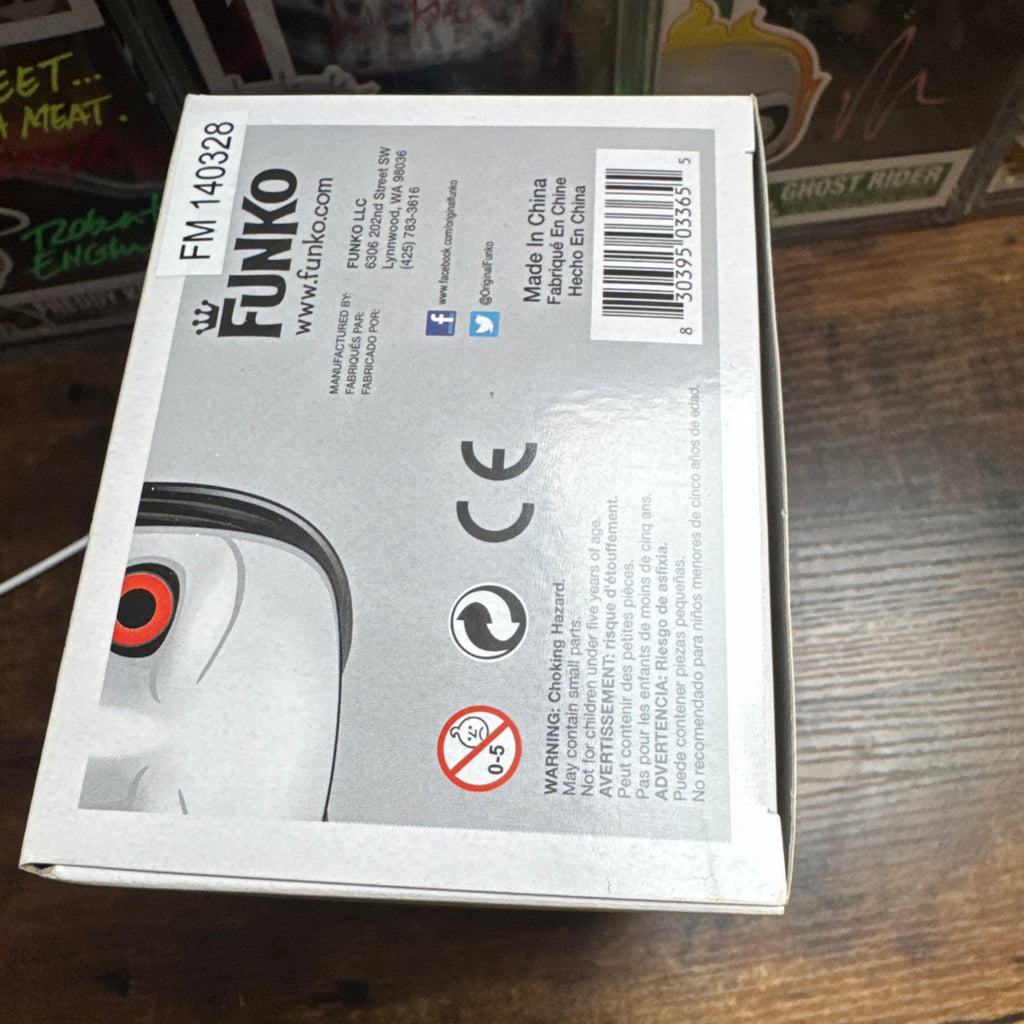 FM 140328
FUNKO
www.funko.com
MANUFACTURED BY:
FABRIQUÉS PAR:
FABRICADO POR:
FUNKO LLC
6306 202nd Street SW
Lynnwood, WA 98036
(425) 783-3616
www.facebook.com/originalfunko
@OriginalFunko
Made In China
Fabriqué En Chine
Hecho En China
8 30395 03365 5
CE
0-5
WARNING: Choking Hazard.
May contain small parts.
Not for children under five years of age.
AVERTISSEMENT: risque d'étouffement.
Peut contenir des petites pièces.
Pas pour les enfants de moins de cinq ans.
ADVERTENCIA: Riesgo de asfixia.
Puede contener piezas pequeñas.
No recomendado para niños menores de cinco años de edad.
GHOST RIDER
MEAT.